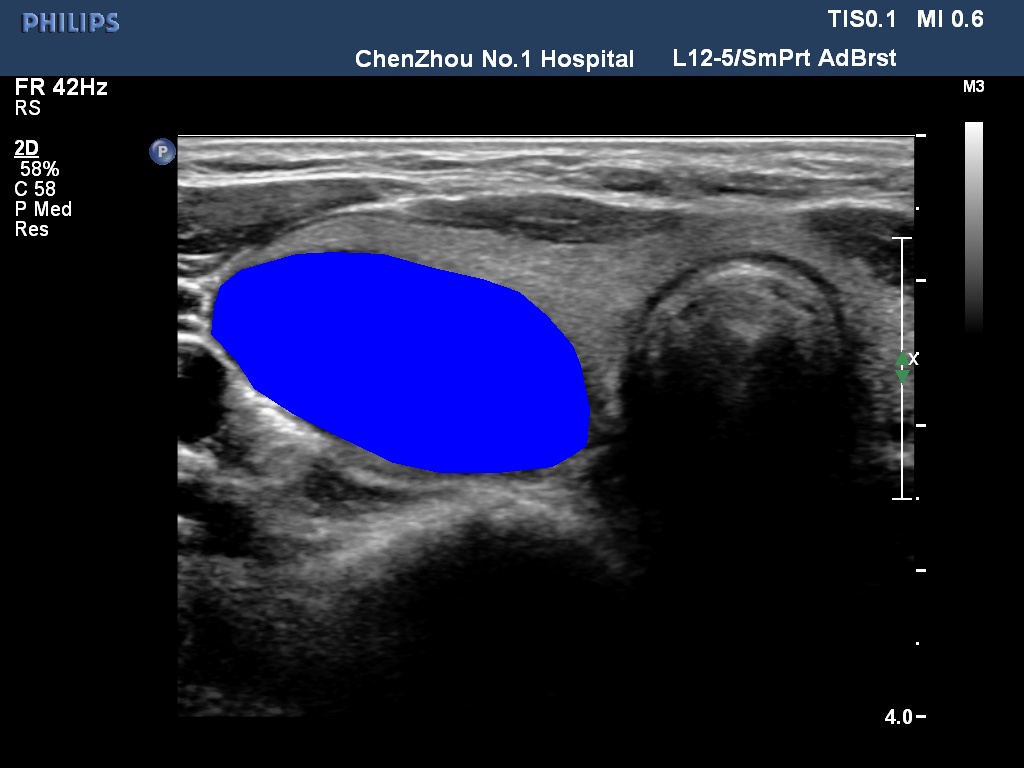 PHILIPS
TIS0.1 MI 0.6
ChenZhou No.1 Hospital L12-5/SmPrt AdBrst
FR 42Hz
RS
M3
2D
58%
C 58
P Med
Res
P
X
4.0